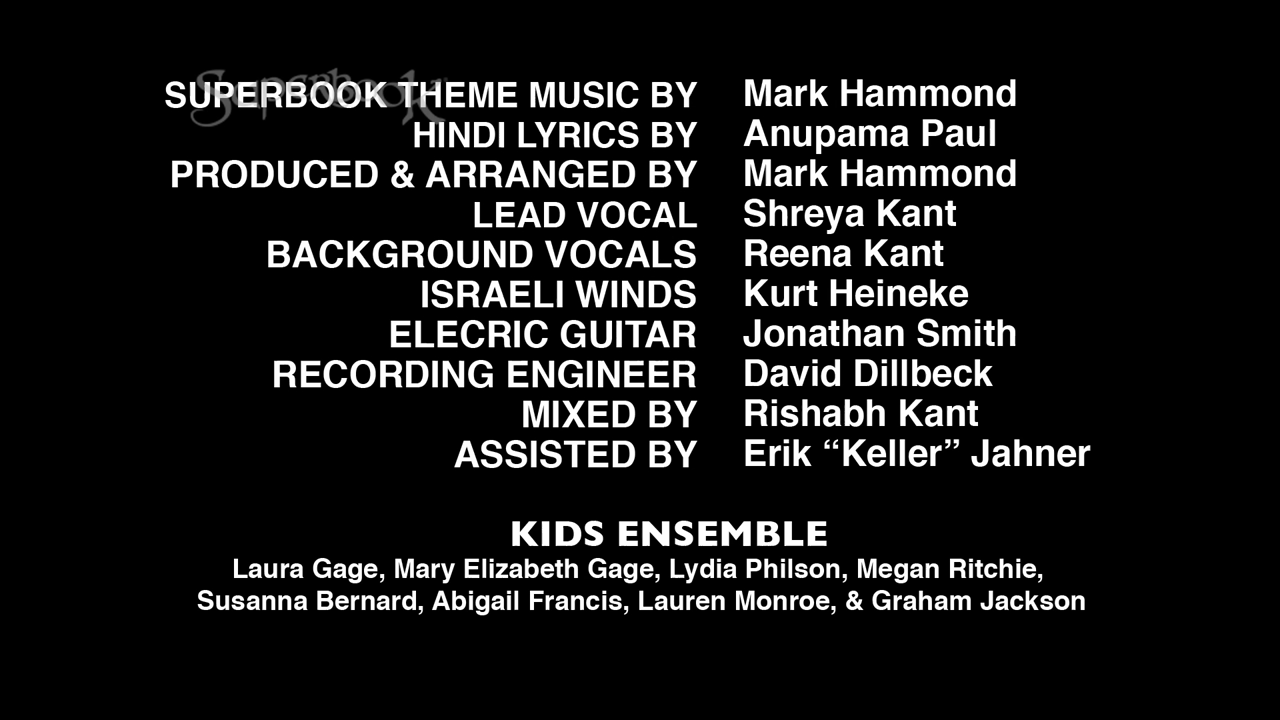 Superbook
SUPERBOOK THEME MUSIC BY Mark Hammond
HINDI LYRICS BY Anupama Paul
PRODUCED & ARRANGED BY Mark Hammond
LEAD VOCAL Shreya Kant
BACKGROUND VOCALS Reena Kant
ISRAELI WINDS Kurt Heineke
ELECRIC GUITAR Jonathan Smith
RECORDING ENGINEER David Dillbeck
MIXED BY Rishabh Kant
ASSISTED BY Erik “Keller” Jahner
KIDS ENSEMBLE
Laura Gage, Mary Elizabeth Gage, Lydia Philson, Megan Ritchie,
Susanna Bernard, Abigail Francis, Lauren Monroe, & Graham Jackson